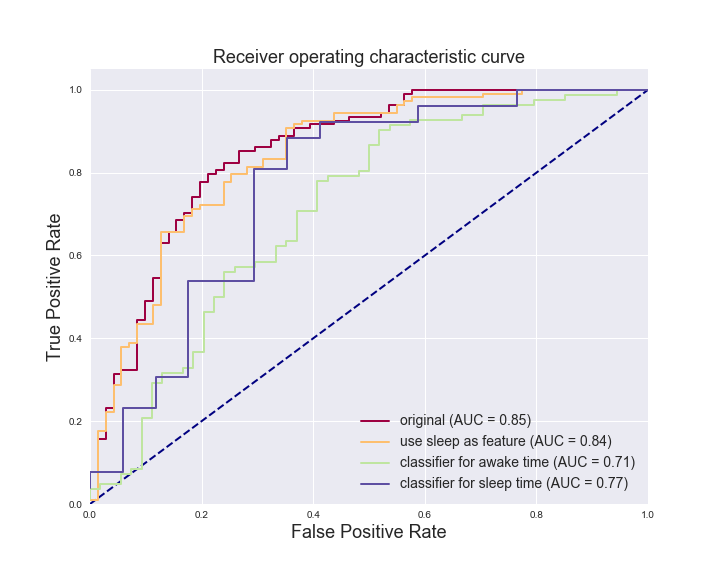 Receiver operating characteristic curve
True Positive Rate
1.0
0.8
0.6
0.4
0.2
0.0
original (AUC = 0.85)
use sleep as feature (AUC = 0.84)
classifier for awake time (AUC = 0.71)
classifier for sleep time (AUC = 0.77)
0.0 0.2 0.4 0.6 0.8 1.0
False Positive Rate